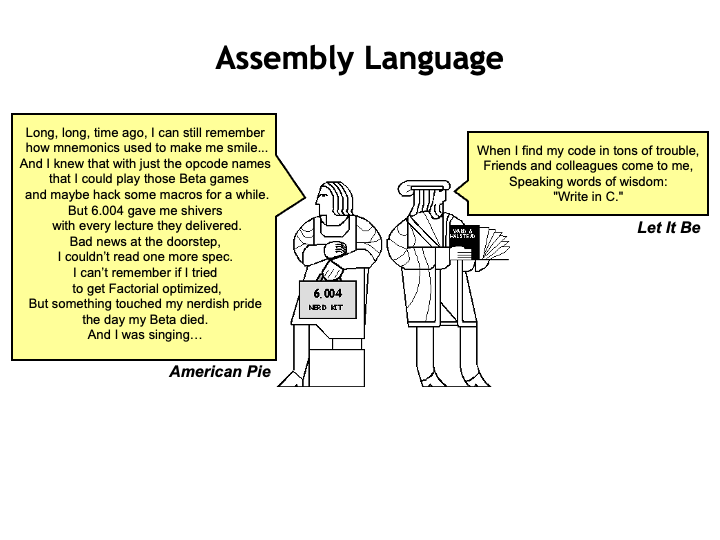 Assembly Language
Long, long, time ago, I can still remember
how mnemonics used to make me smile...
And I knew that with just the opcode names
that I could play those Beta games
and maybe hack some macros for a while.
But 6.004 gave me shivers
with every lecture they delivered.
Bad news at the doorstep,
I couldn’t read one more spec.
I can’t remember if I tried
to get Factorial optimized,
But something touched my nerdish pride
the day my Beta died.
And I was singing…
American Pie
When I find my code in tons of trouble,
Friends and colleagues come to me,
Speaking words of wisdom:
"Write in C."
Let It Be
6.004
NERD KIT
WARD &
HALSTEAD